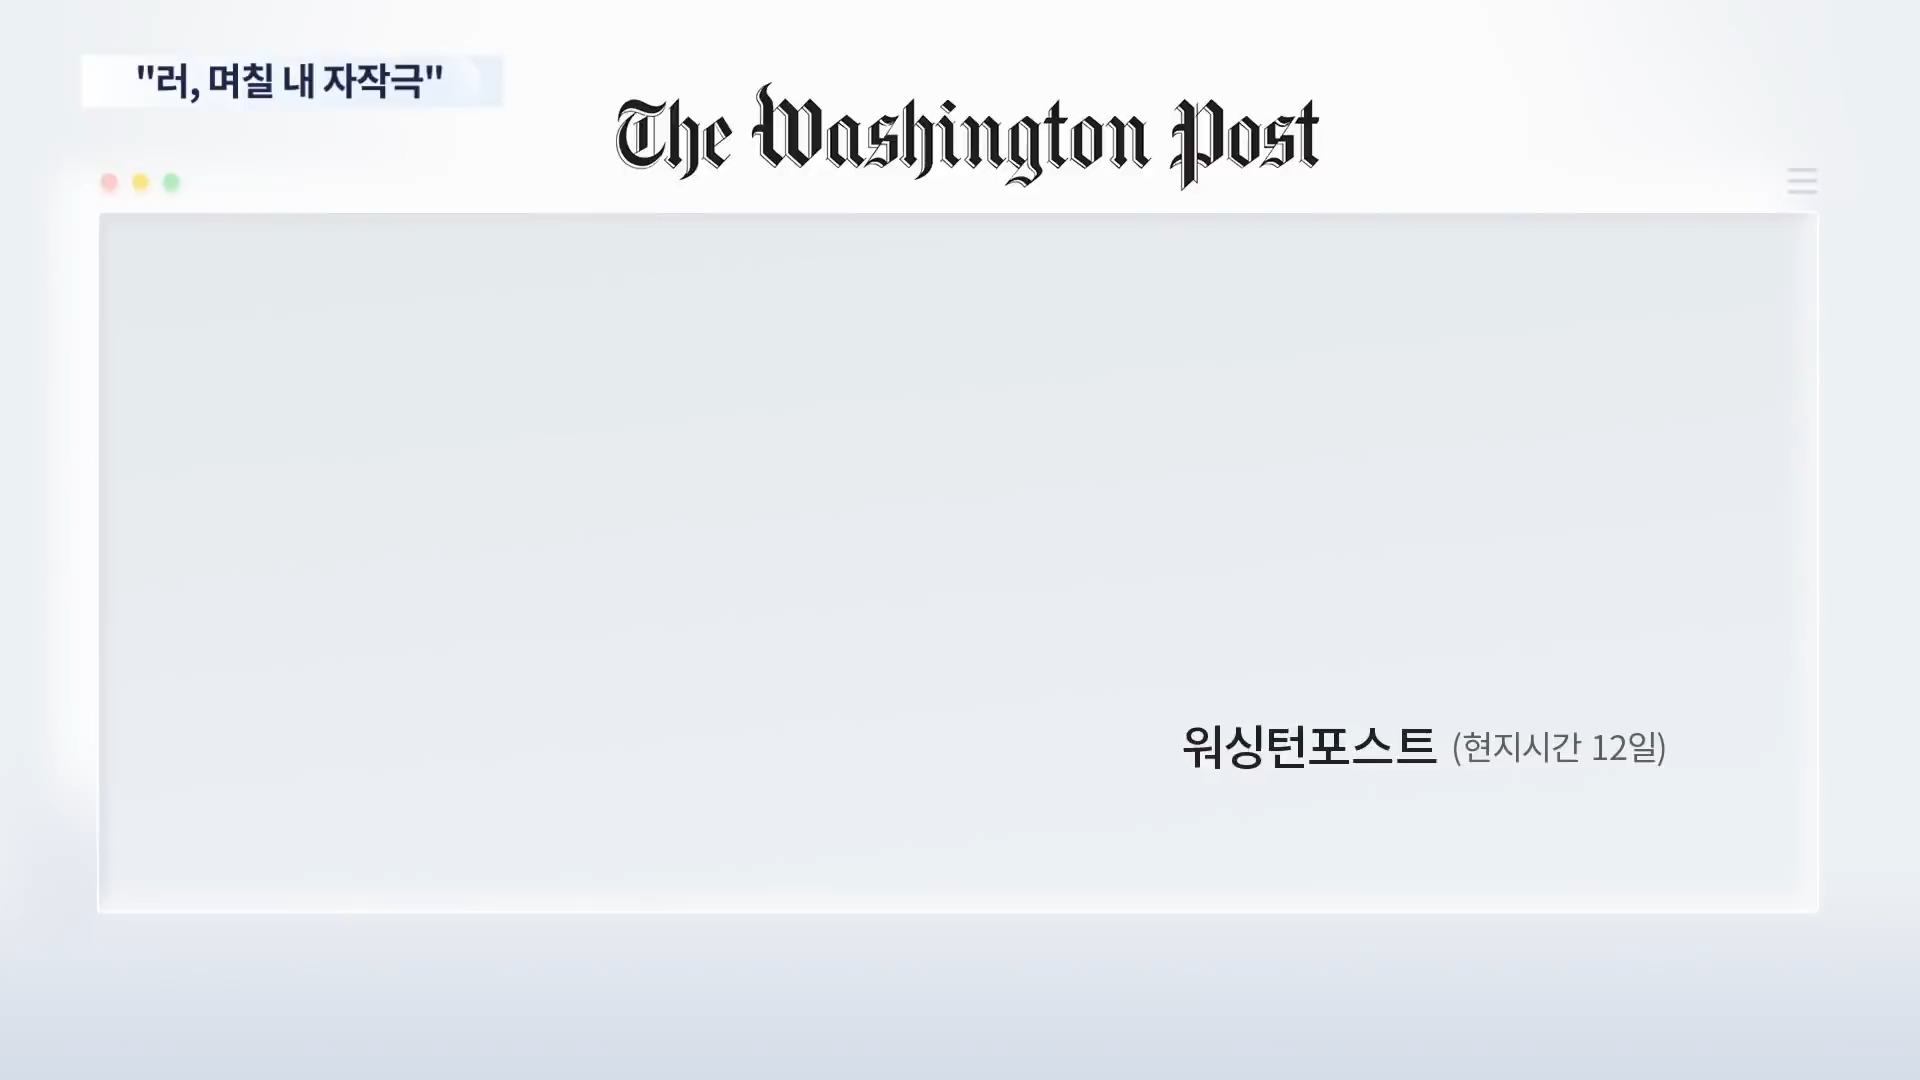 "러, 며칠 내 자작극"
The Washington Post
워싱턴포스트 (현지시간 12일)